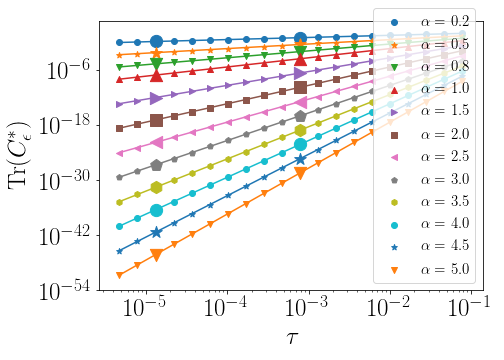 Tr(C*ϵ)
10⁻⁶
10⁻¹⁸
10⁻³⁰
10⁻⁴²
10⁻⁵⁴
α = 0.2
α = 0.5
α = 0.8
α = 1.0
α = 1.5
α = 2.0
α = 2.5
α = 3.0
α = 3.5
α = 4.0
α = 4.5
α = 5.0
10⁻⁵ 10⁻⁴ 10⁻³ 10⁻² 10⁻¹
τ